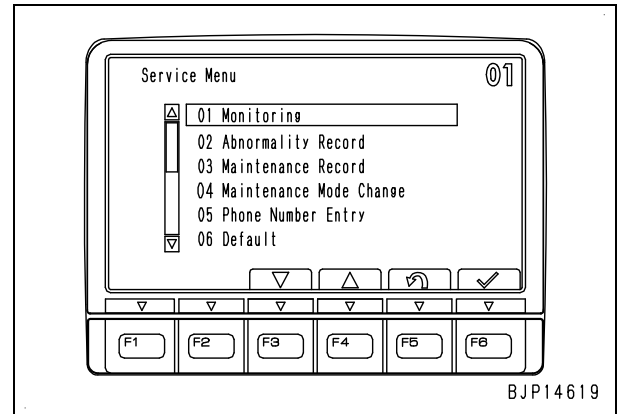 Service Menu
01
01 Monitoring
02 Abnormality Record
03 Maintenance Record
04 Maintenance Mode Change
05 Phone Number Entry
06 Default
F1 F2 F3 F4 F5 F6
BJP14619